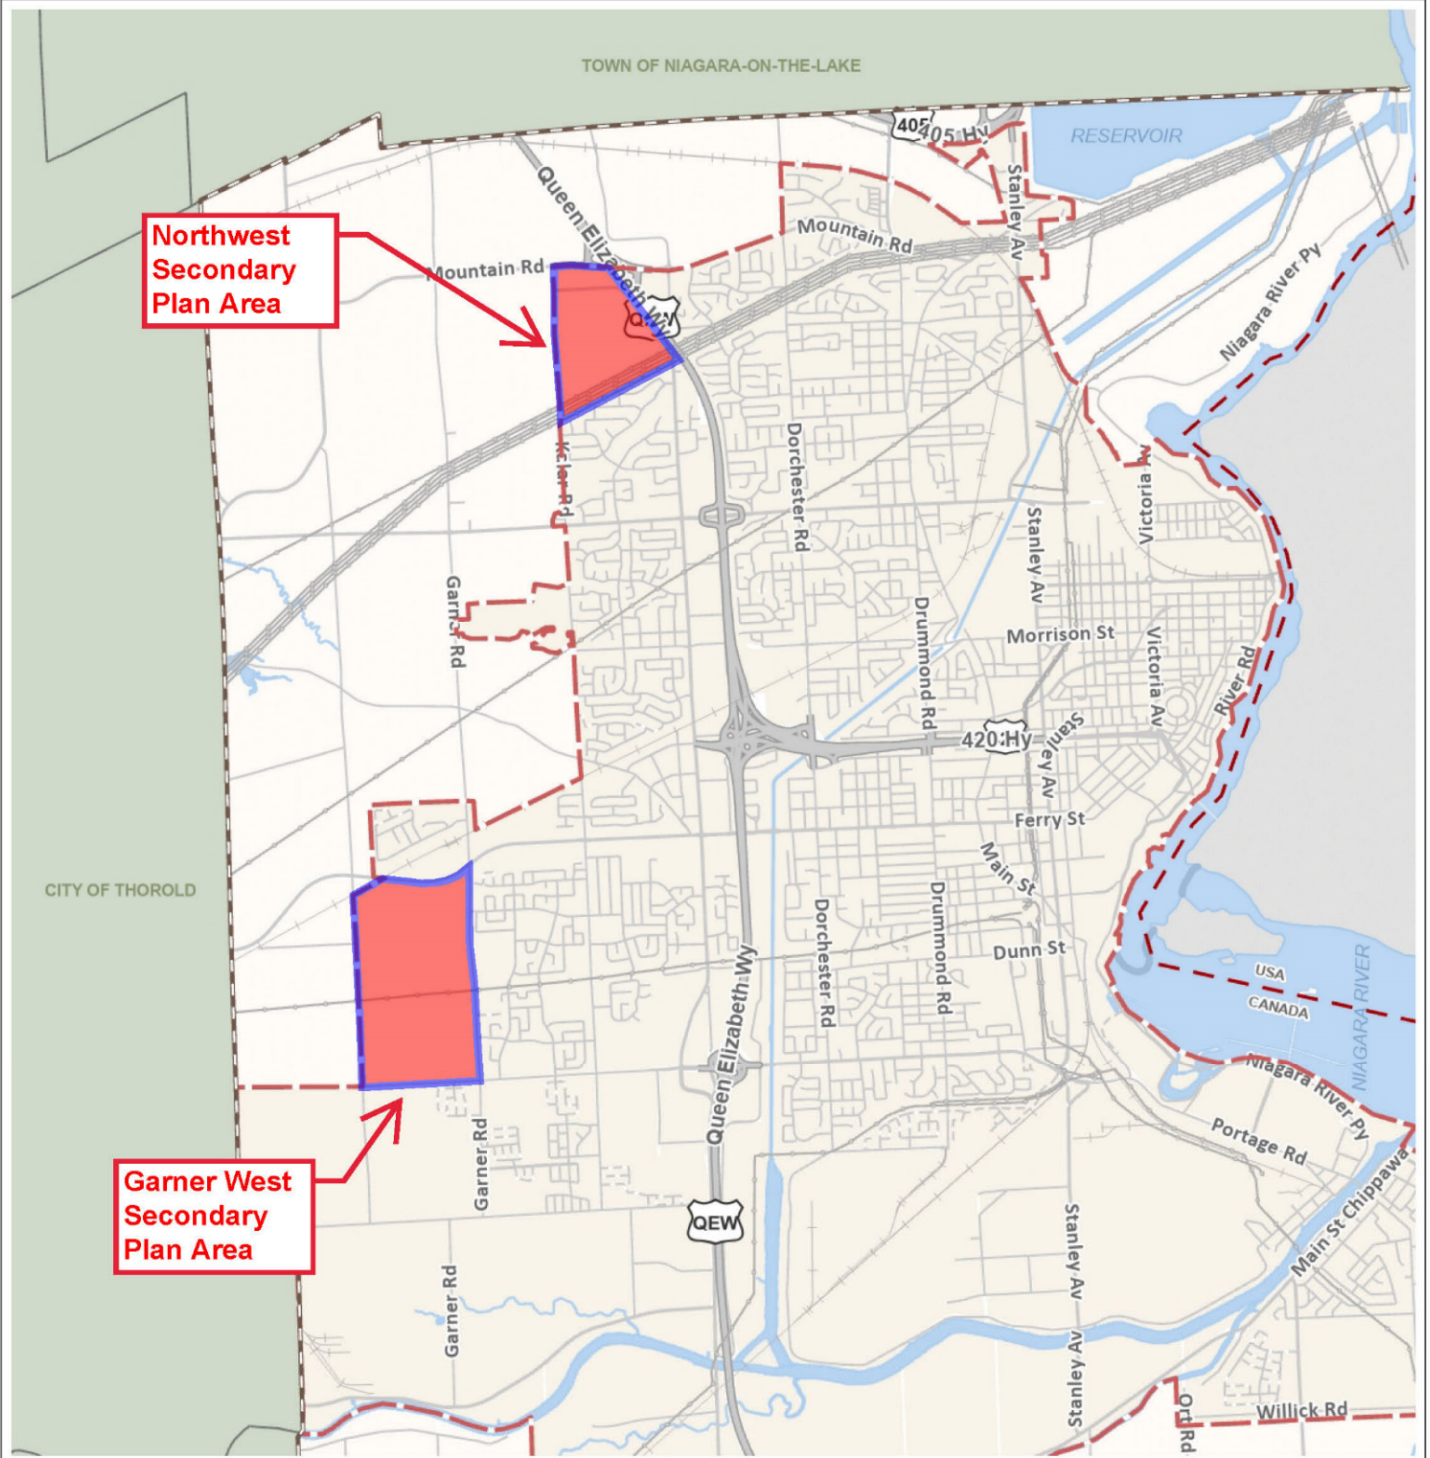 TOWN OF NIAGARA-ON-THE-LAKE
405
405 Hy
RESERVOIR
Stanley Av
Queen Elizabeth Wy
Northwest
Secondary
Plan Area
Mountain Rd
Mountain Rd
Niagara River Py
Kalar Rd
Dorchester Rd
Victoria Av
Stanley Av
Garner Rd
Drummond Rd
Morrison St
Victoria Av
River Rd
420 Hy
Stanley Av
Ferry St
Main St
CITY OF THOROLD
Dorchester Rd
Drummond Rd
Dunn St
USA
CANADA
NIAGARA RIVER
Queen Elizabeth Wy
Niagara River Py
Portage Rd
Garner Rd
Garner West
Secondary
Plan Area
QEW
Stanley Av
Main St Chippawa
Garner Rd
Stanley Av
Ort Rd
Willick Rd